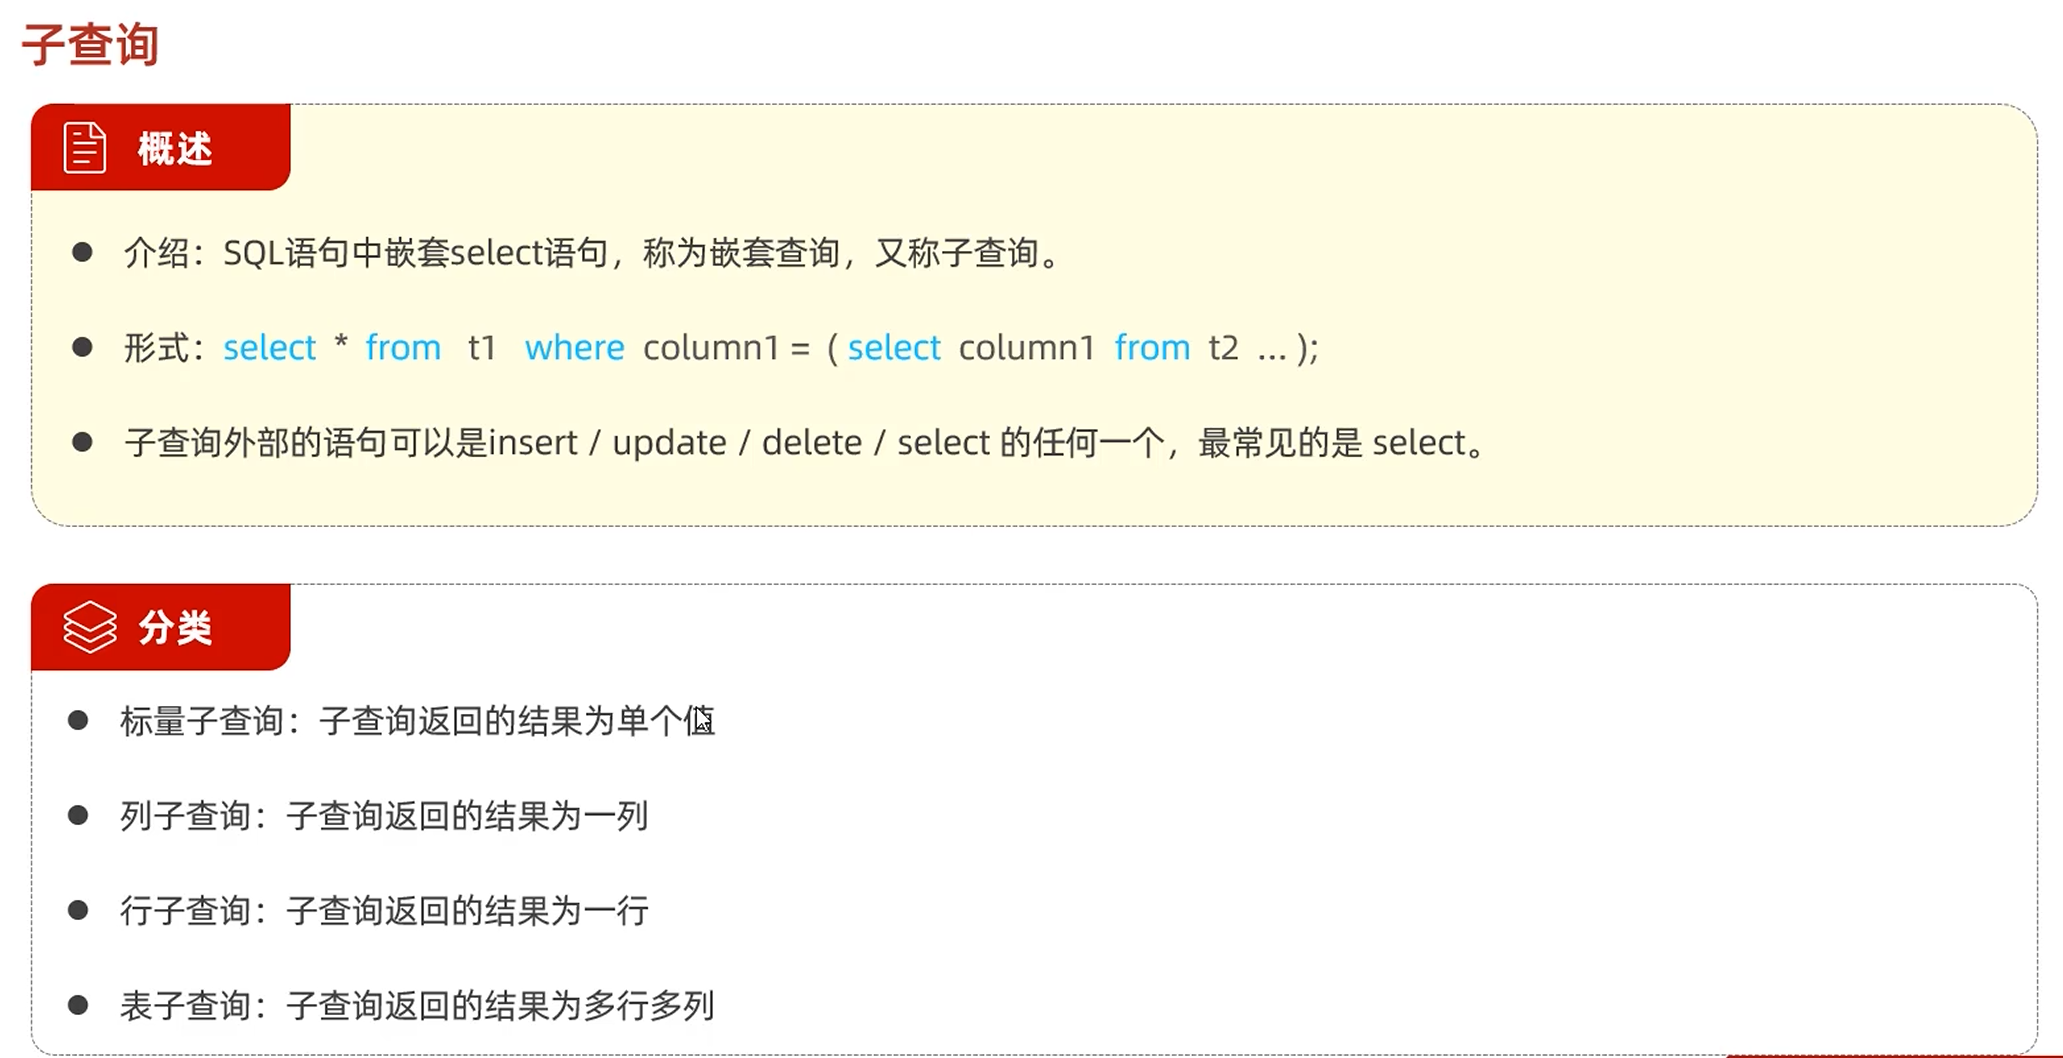 子查询
概述
介绍：SQL语句中嵌套select语句，称为嵌套查询，又称子查询。
形式：select * from t1 where column1 = ( select column1 from t2 ... );
子查询外部的语句可以是insert / update / delete / select 的任何一个，最常见的是 select。
分类
标量子查询：子查询返回的结果为单个值
列子查询：子查询返回的结果为一列
行子查询：子查询返回的结果为一行
表子查询：子查询返回的结果为多行多列